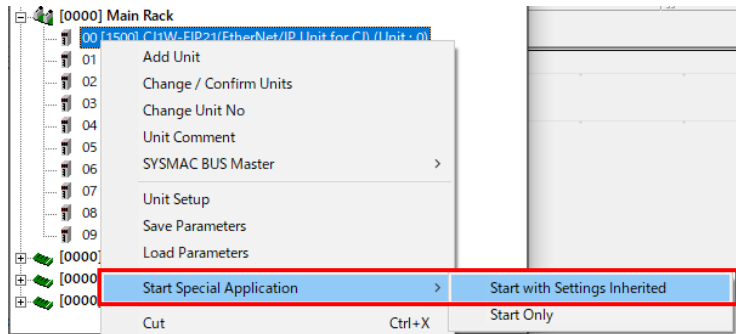 [0000] Main Rack
00 [1500] CJ1W-EIP21(EtherNet/IP Unit for CJ) (Unit : 0)
01
Add Unit
02
Change / Confirm Units
03
Change Unit No
04
Unit Comment
05
SYSMAC BUS Master >
06
07
Unit Setup
08
Save Parameters
09
Load Parameters
[0000]
[0000
Start Special Application >
Start with Settings Inherited
[0000
Start Only
Cut Ctrl+X